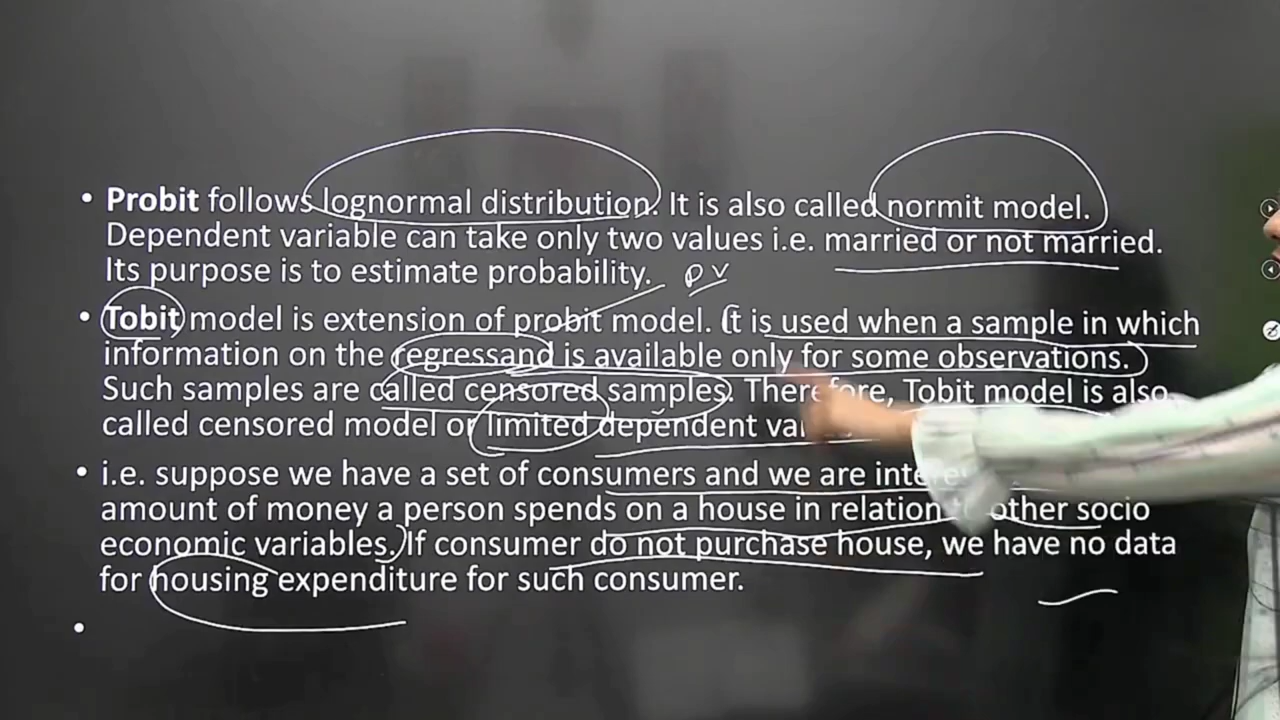 • Probit follows lognormal distribution. It is also called normit model.
Dependent variable can take only two values i.e. married or not married.
Its purpose is to estimate probability. PV
• Tobit model is extension of probit model. It is used when a sample in which
information on the regressand is available only for some observations.
Such samples are called censored samples. Therefore, Tobit model is also
called censored model or limited dependent
• i.e. suppose we have a set of consumers and we are
amount of money a person spends on a house in relation other socio
economic variables. If consumer do not purchase house, we have no data
for housing expenditure for such consumer.
•